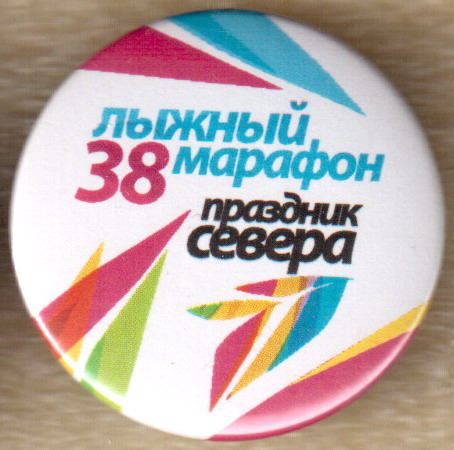 лыжный
38 марафон
праздник
севера